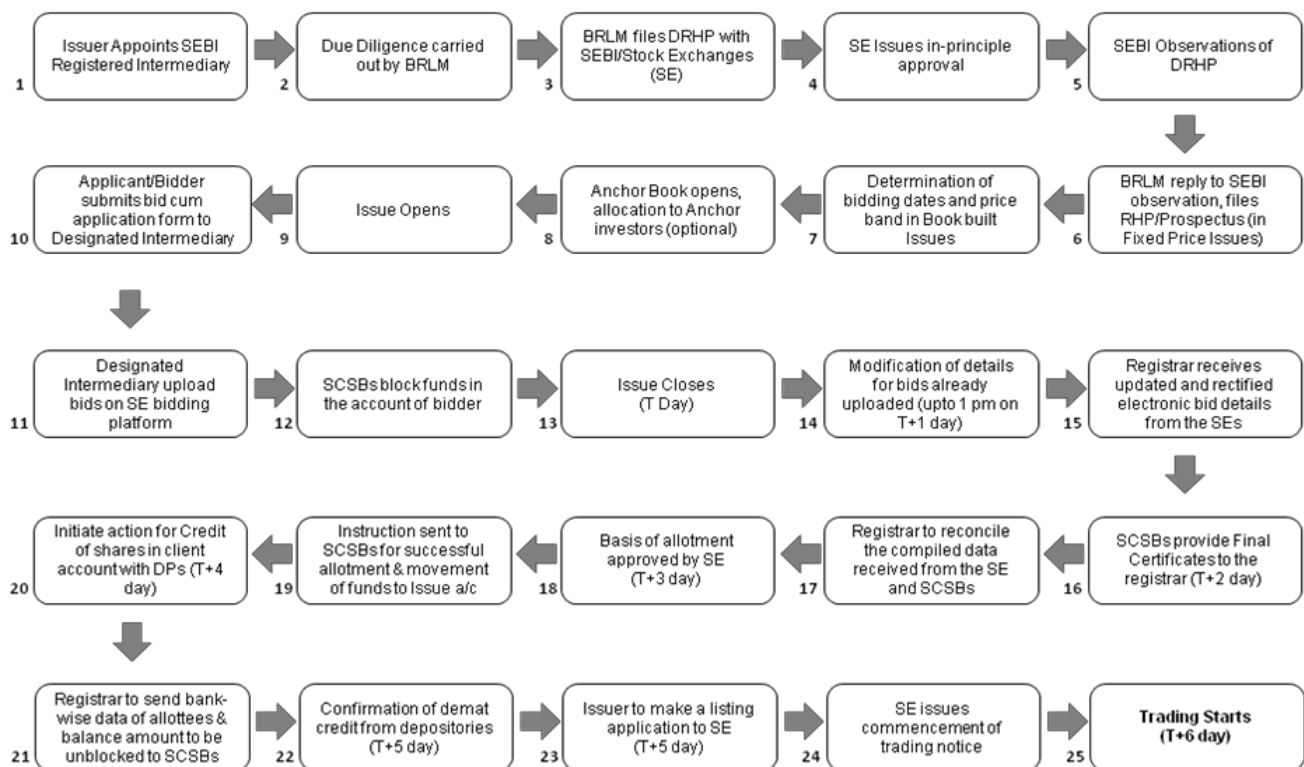 Issuer Appoints SEBI
Registered Intermediary
1
Due Diligence carried
out by BRLM
2
BRLM files DRHP with
SEBI/Stock Exchanges
(SE)
3
SE Issues in-principle
approval
4
SEBI Observations of
DRHP
5
BRLM reply to SEBI
observation, files
RHP/Prospectus (in
Fixed Price Issues)
6
Determination of
bidding dates and price
band in Book built
Issues
7
Anchor Book opens,
allocation to Anchor
investors (optional)
8
Issue Opens
9
Applicant/Bidder
submits bid cum
application form to
Designated Intermediary
10
Designated
Intermediary upload
bids on SE bidding
platform
11
SCSBs block funds in
the account of bidder
12
Issue Closes
(T Day)
13
Modification of details
for bids already
uploaded (upto 1 pm on
T+1 day)
14
Registrar receives
updated and rectified
electronic bid details
from the SEs
15
SCSBs provide Final
Certificates to the
registrar (T+2 day)
16
Registrar to reconcile
the compiled data
received from the SE
and SCSBs
17
Basis of allotment
approved by SE
(T+3 day)
18
Instruction sent to
SCSBs for successful
allotment & movement
of funds to Issue a/c
19
Initiate action for Credit
of shares in client
account with DPs (T+4
day)
20
Registrar to send bank-
wise data of allottees &
balance amount to be
unblocked to SCSBs
21
Confirmation of demat
credit from depositories
(T+5 day)
22
Issuer to make a listing
application to SE
(T+5 day)
23
SE issues
commencement of
trading notice
24
Trading Starts
(T+6 day)
25